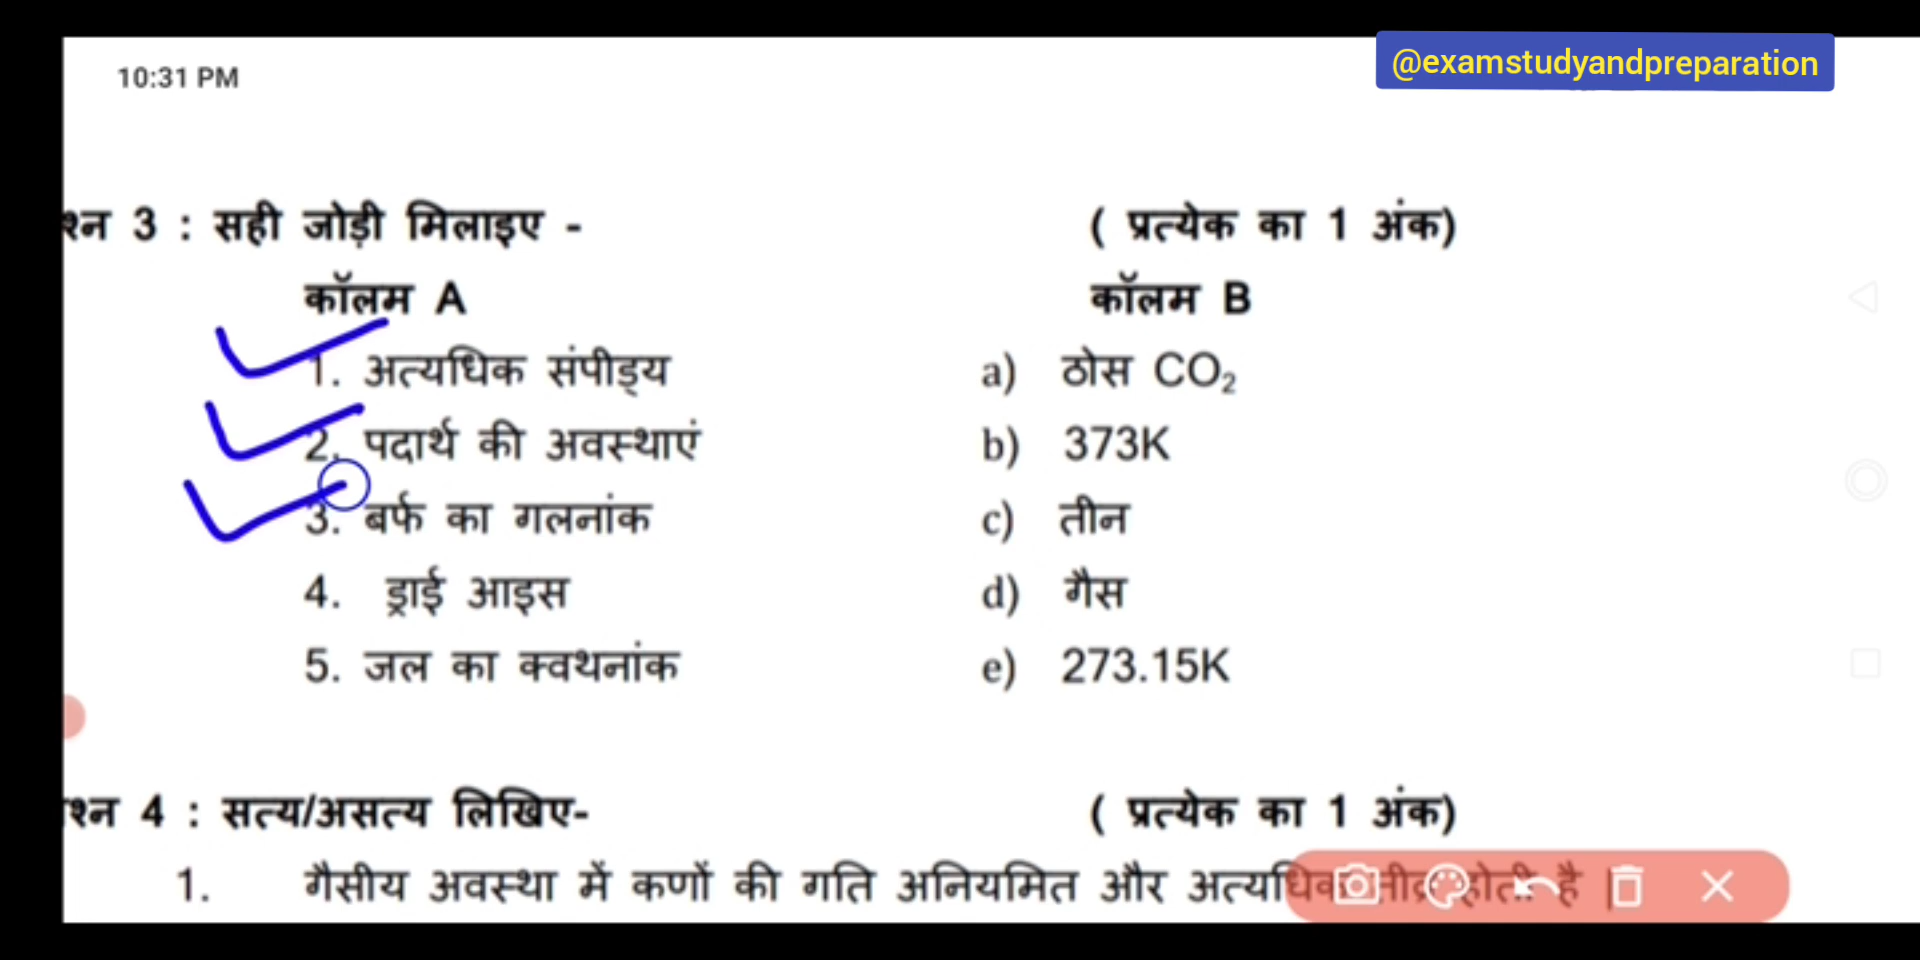 @examstudyandpreparation
10:31 PM
श्न 3 : सही जोड़ी मिलाइए - ( प्रत्येक का 1 अंक)
कॉलम A कॉलम B
1. अत्यधिक संपीड्य a) ठोस CO₂
2. पदार्थ की अवस्थाएं b) 373K
3. बर्फ का गलनांक c) तीन
4. ड्राई आइस d) गैस
5. जल का क्वथनांक e) 273.15K
श्न 4 : सत्य/असत्य लिखिए- ( प्रत्येक का 1 अंक)
1. गैसीय अवस्था में कणों की गति अनियमित और अत्यधिक तीव्र होती है |